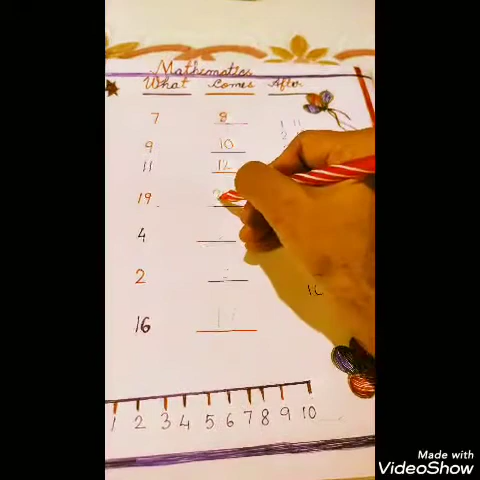 Mathematics
What Comes After
7 8
9 10
11 12
19
4
2
16
1 2 3 4 5 6 7 8 9 10
Made with
VideoShow